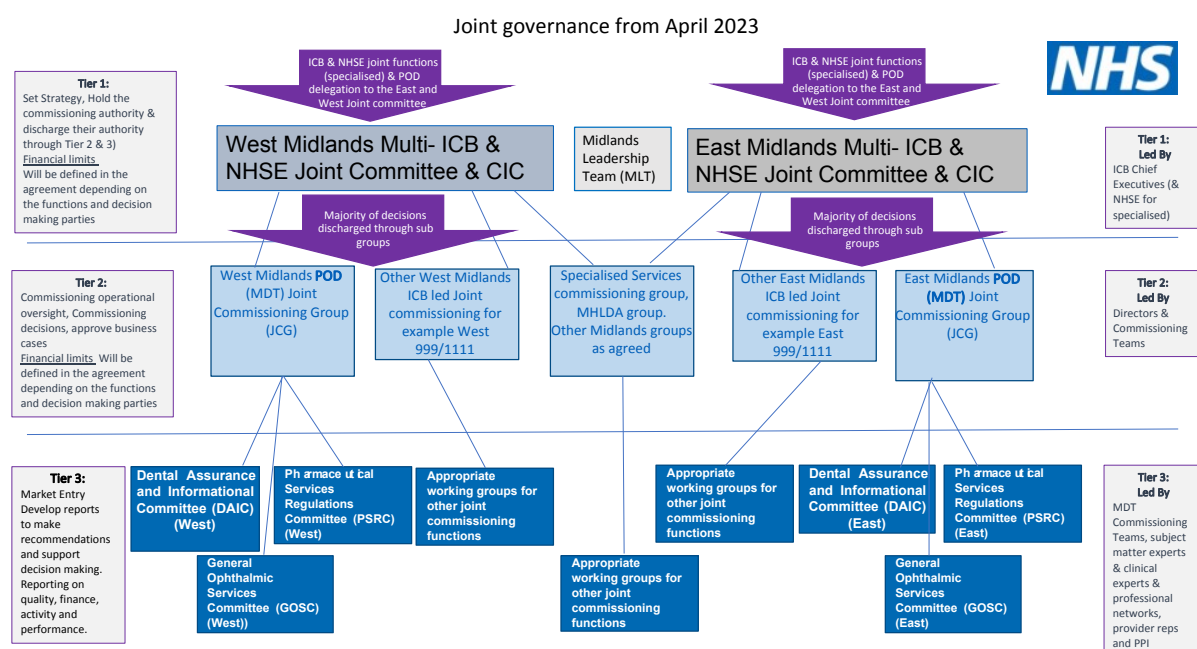 Joint governance from April 2023
ICB & NHSE joint functions
(specialised) & POD
delegation to the East and
West Joint committee
ICB & NHSE joint functions
(specialised) & POD
delegation to the East and
West Joint committee
NHS
Tier 1:
Set Strategy, Hold the
commissioning authority &
discharge their authority
through Tier 2 & 3)
Financial limits
Will be defined in the
agreement depending on
the functions and decision
making parties
West Midlands Multi- ICB &
NHSE Joint Committee & CIC
Midlands
Leadership
Team (MLT)
East Midlands Multi- ICB &
NHSE Joint Committee & CIC
Tier 1:
Led By
ICB Chief
Executives (&
NHSE for
specialised)
Majority of decisions
discharged through sub
groups
Majority of decisions
discharged through sub
groups
Tier 2:
Commissioning operational
oversight, Commissioning
decisions, approve business
cases
Financial limits Will be
defined in the agreement
depending on the functions
and decision making parties
West Midlands POD
(MDT) Joint
Commissioning Group
(JCG)
Other West Midlands
ICB led Joint
commissioning for
example West
999/1111
Specialised Services
commissioning group,
MHLDA group.
Other Midlands groups
as agreed
Other East Midlands
ICB led Joint
commissioning for
example East
999/1111
East Midlands POD
(MDT) Joint
Commissioning Group
(JCG)
Tier 2:
Led By
Directors &
Commissioning
Teams
Tier 3:
Market Entry
Develop reports
to make
recommendations
and support
decision making.
Reporting on
quality, finance,
activity and
performance.
Dental Assurance
and Informational
Committee (DAIC)
(West)
Pharmaceutical
Services
Regulations
Committee (PSRC)
(West)
Appropriate
working groups for
other joint
commissioning
functions
Appropriate
working groups for
other joint
commissioning
functions
Dental Assurance
and Informational
Committee (DAIC)
(East)
Pharmaceutical
Services
Regulations
Committee (PSRC)
(East)
General
Ophthalmic
Services
Committee (GOSC)
(West))
Appropriate
working groups for
other joint
commissioning
functions
General
Ophthalmic
Services
Committee (GOSC)
(East)
Tier 3:
Led By
MDT
Commissioning
Teams, subject
matter experts
& clinical
experts &
professional
networks,
provider reps
and PPI